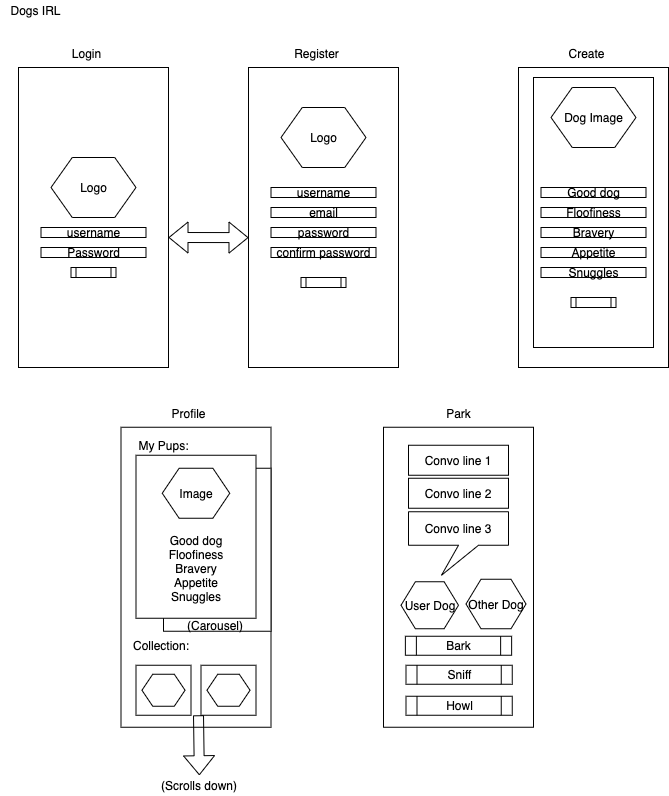 Dogs IRL
Login
Register
Create
Logo
username
Password
Logo
username
email
password
confirm password
Dog Image
Good dog
Floofiness
Bravery
Appetite
Snuggles
Profile
My Pups:
Image
Good dog
Floofiness
Bravery
Appetite
Snuggles
(Carousel)
Collection:
(Scrolls down)
Park
Convo line 1
Convo line 2
Convo line 3
User Dog
Other Dog
Bark
Sniff
Howl